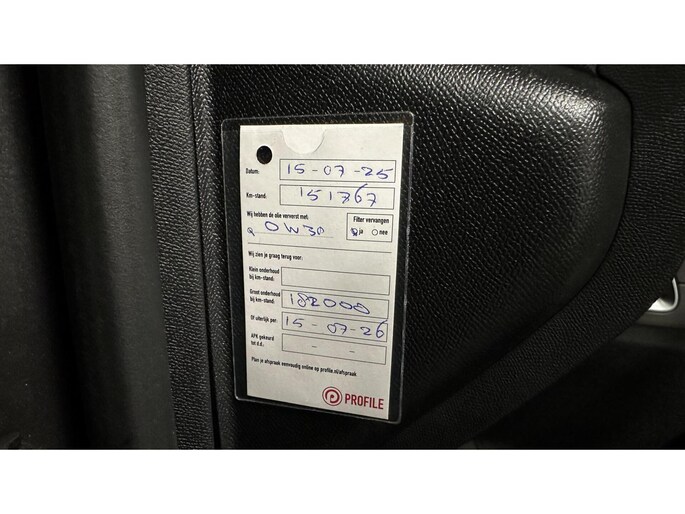 Datum: 15-07-25
Km-stand: 151767
Wij hebben de olie ververst met: Filter vervangen
0W30 ja nee
Wij zien je graag terug voor:
Klein onderhoud
bij km-stand:
Groot onderhoud
bij km-stand: 182000
Of uiterlijk per: 15-07-26
APK gekeurd
tot d.d.: - -
Plan je afspraak eenvoudig online op profile.nl/afspraak
PROFILE